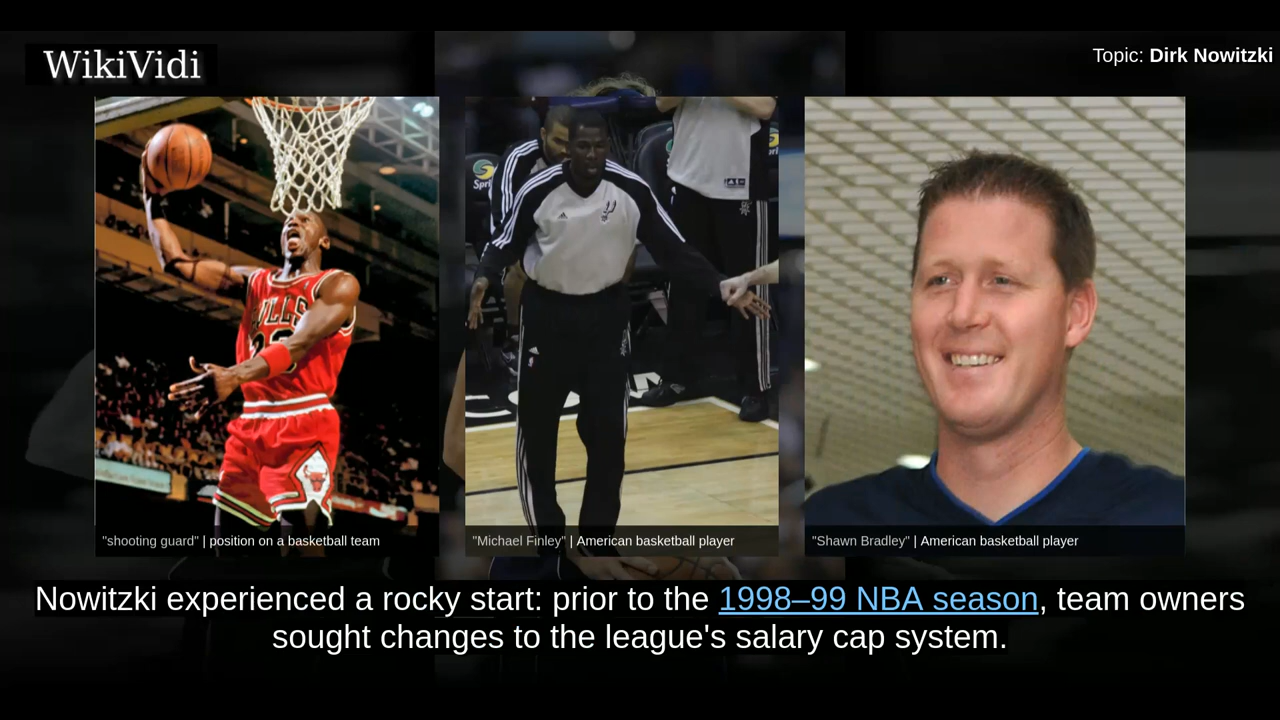 WikiVidi
Topic: Dirk Nowitzki
"shooting guard" | position on a basketball team
"Michael Finley" | American basketball player
"Shawn Bradley" | American basketball player
Nowitzki experienced a rocky start: prior to the 1998–99 NBA season, team owners
sought changes to the league's salary cap system.